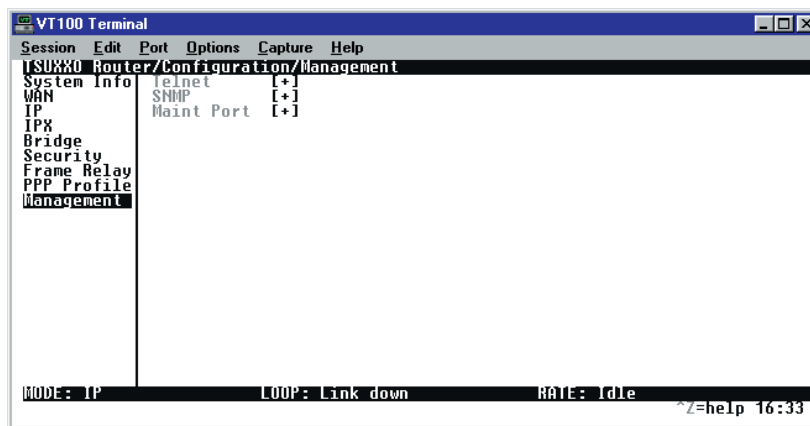 VT100 Terminal
Session Edit Port Options Capture Help
TSUXX0 Router/Configuration/Management
System Info Telnet [+]
WAN SNMP [+]
IP Maint Port [+]
IPX
Bridge
Security
Frame Relay
PPP Profile
Management
MODE: IP LOOP: Link down RATE: Idle
^Z=help 16:33